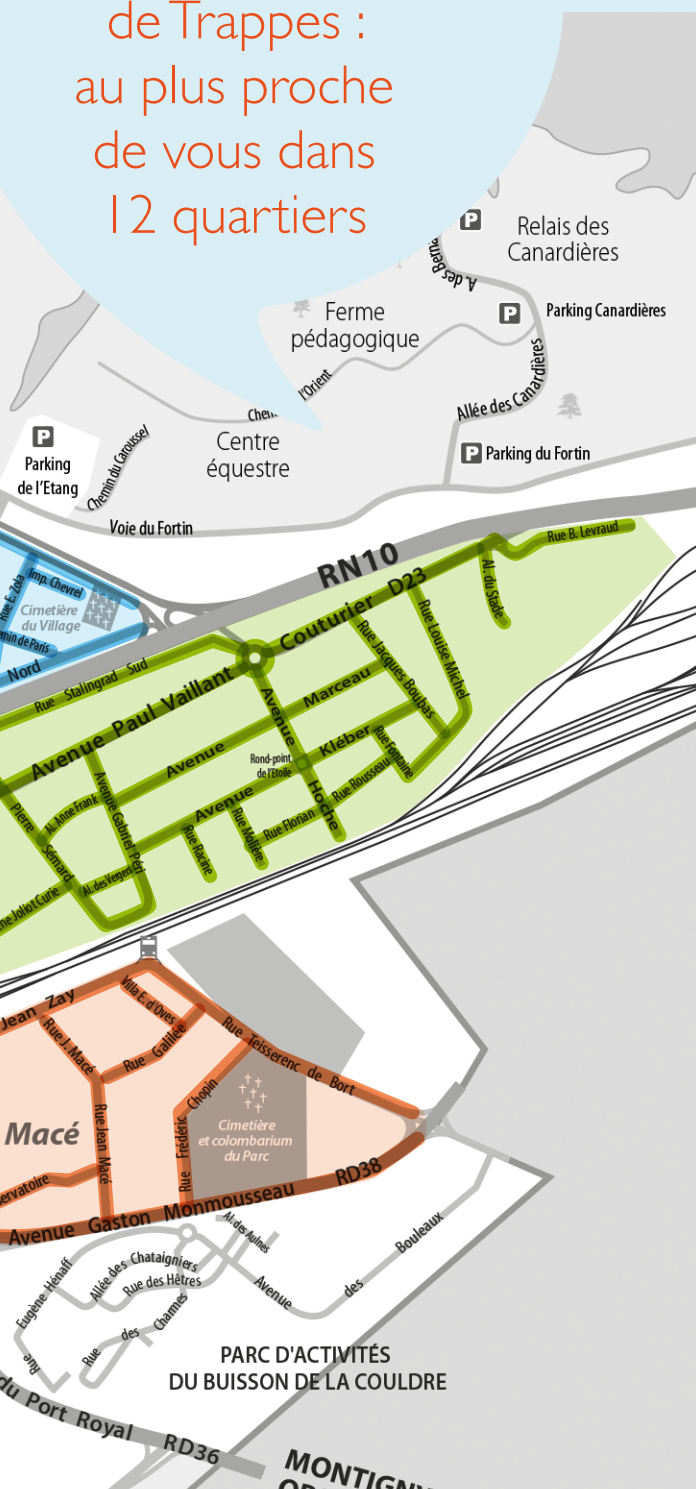 de Trappes :
au plus proche
de vous dans
12 quartiers
P
Relais des
Canardières
A. des Berna
Ferme
pédagogique
P
Parking Canardières
l'Orient
Chem
Allée des Canardières
P
Parking
de l'Etang
Chemin du Caroussel
Centre
équestre
P Parking du Fortin
Voie du Fortin
RN10
Rue B. Levraud
Imp. Chevrel
Rue E. Zola
Cimetière
du Village
min de Paris
Nord
Al. du Stade
Couturier D23
Rue Stalingrad Sud
Rue Louise Michel
Rue Jacques Boubas
Avenue Paul Vaillant
Avenue Marceau
Avenue Hoche
Rond-point
de l'Etoile
Avenue Kléber
Rue Fontaine
Rue Rousseau
Avenue Gabriel Péri
Al. Anne Frank
Pierre Sémard
Rue Florian
Rue Molière
Rue Racine
Al. des Vergers
ne Joliot Curie
Jean Zay
Villa E. d'Oves
Rue J. Macé
Rue Galilée
Rue Teisserenc de Bort
Rue Frédéric Chopin
Macé
Rue Jean Macé
Cimetière
et colombarium
du Parc
servatoire
RD38
Avenue Gaston Monmousseau
Al. des Aulnes
Allée des Chataigniers
Rue des Hêtres
Rue Eugène Hénaff
Rue des Charmes
Avenue des Bouleaux
PARC D'ACTIVITÉS
DU BUISSON DE LA COULDRE
du Port Royal RD36
MONTIGNY